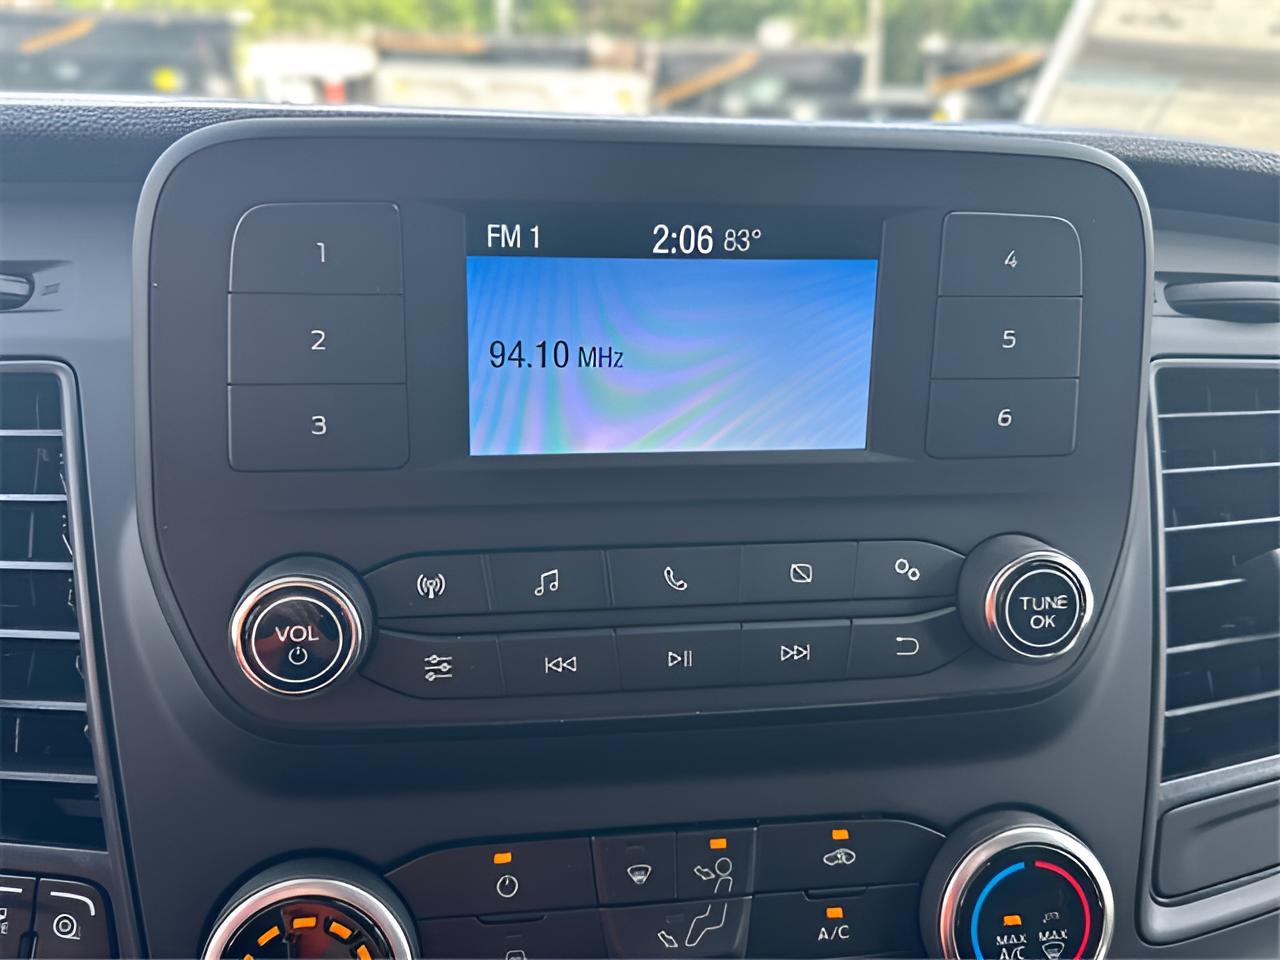 FM 1
2:06 83°
1
2
3
94.10 MHz
4
5
6
VOL
TUNE
OK
A/C
MAX
A/C
MAX